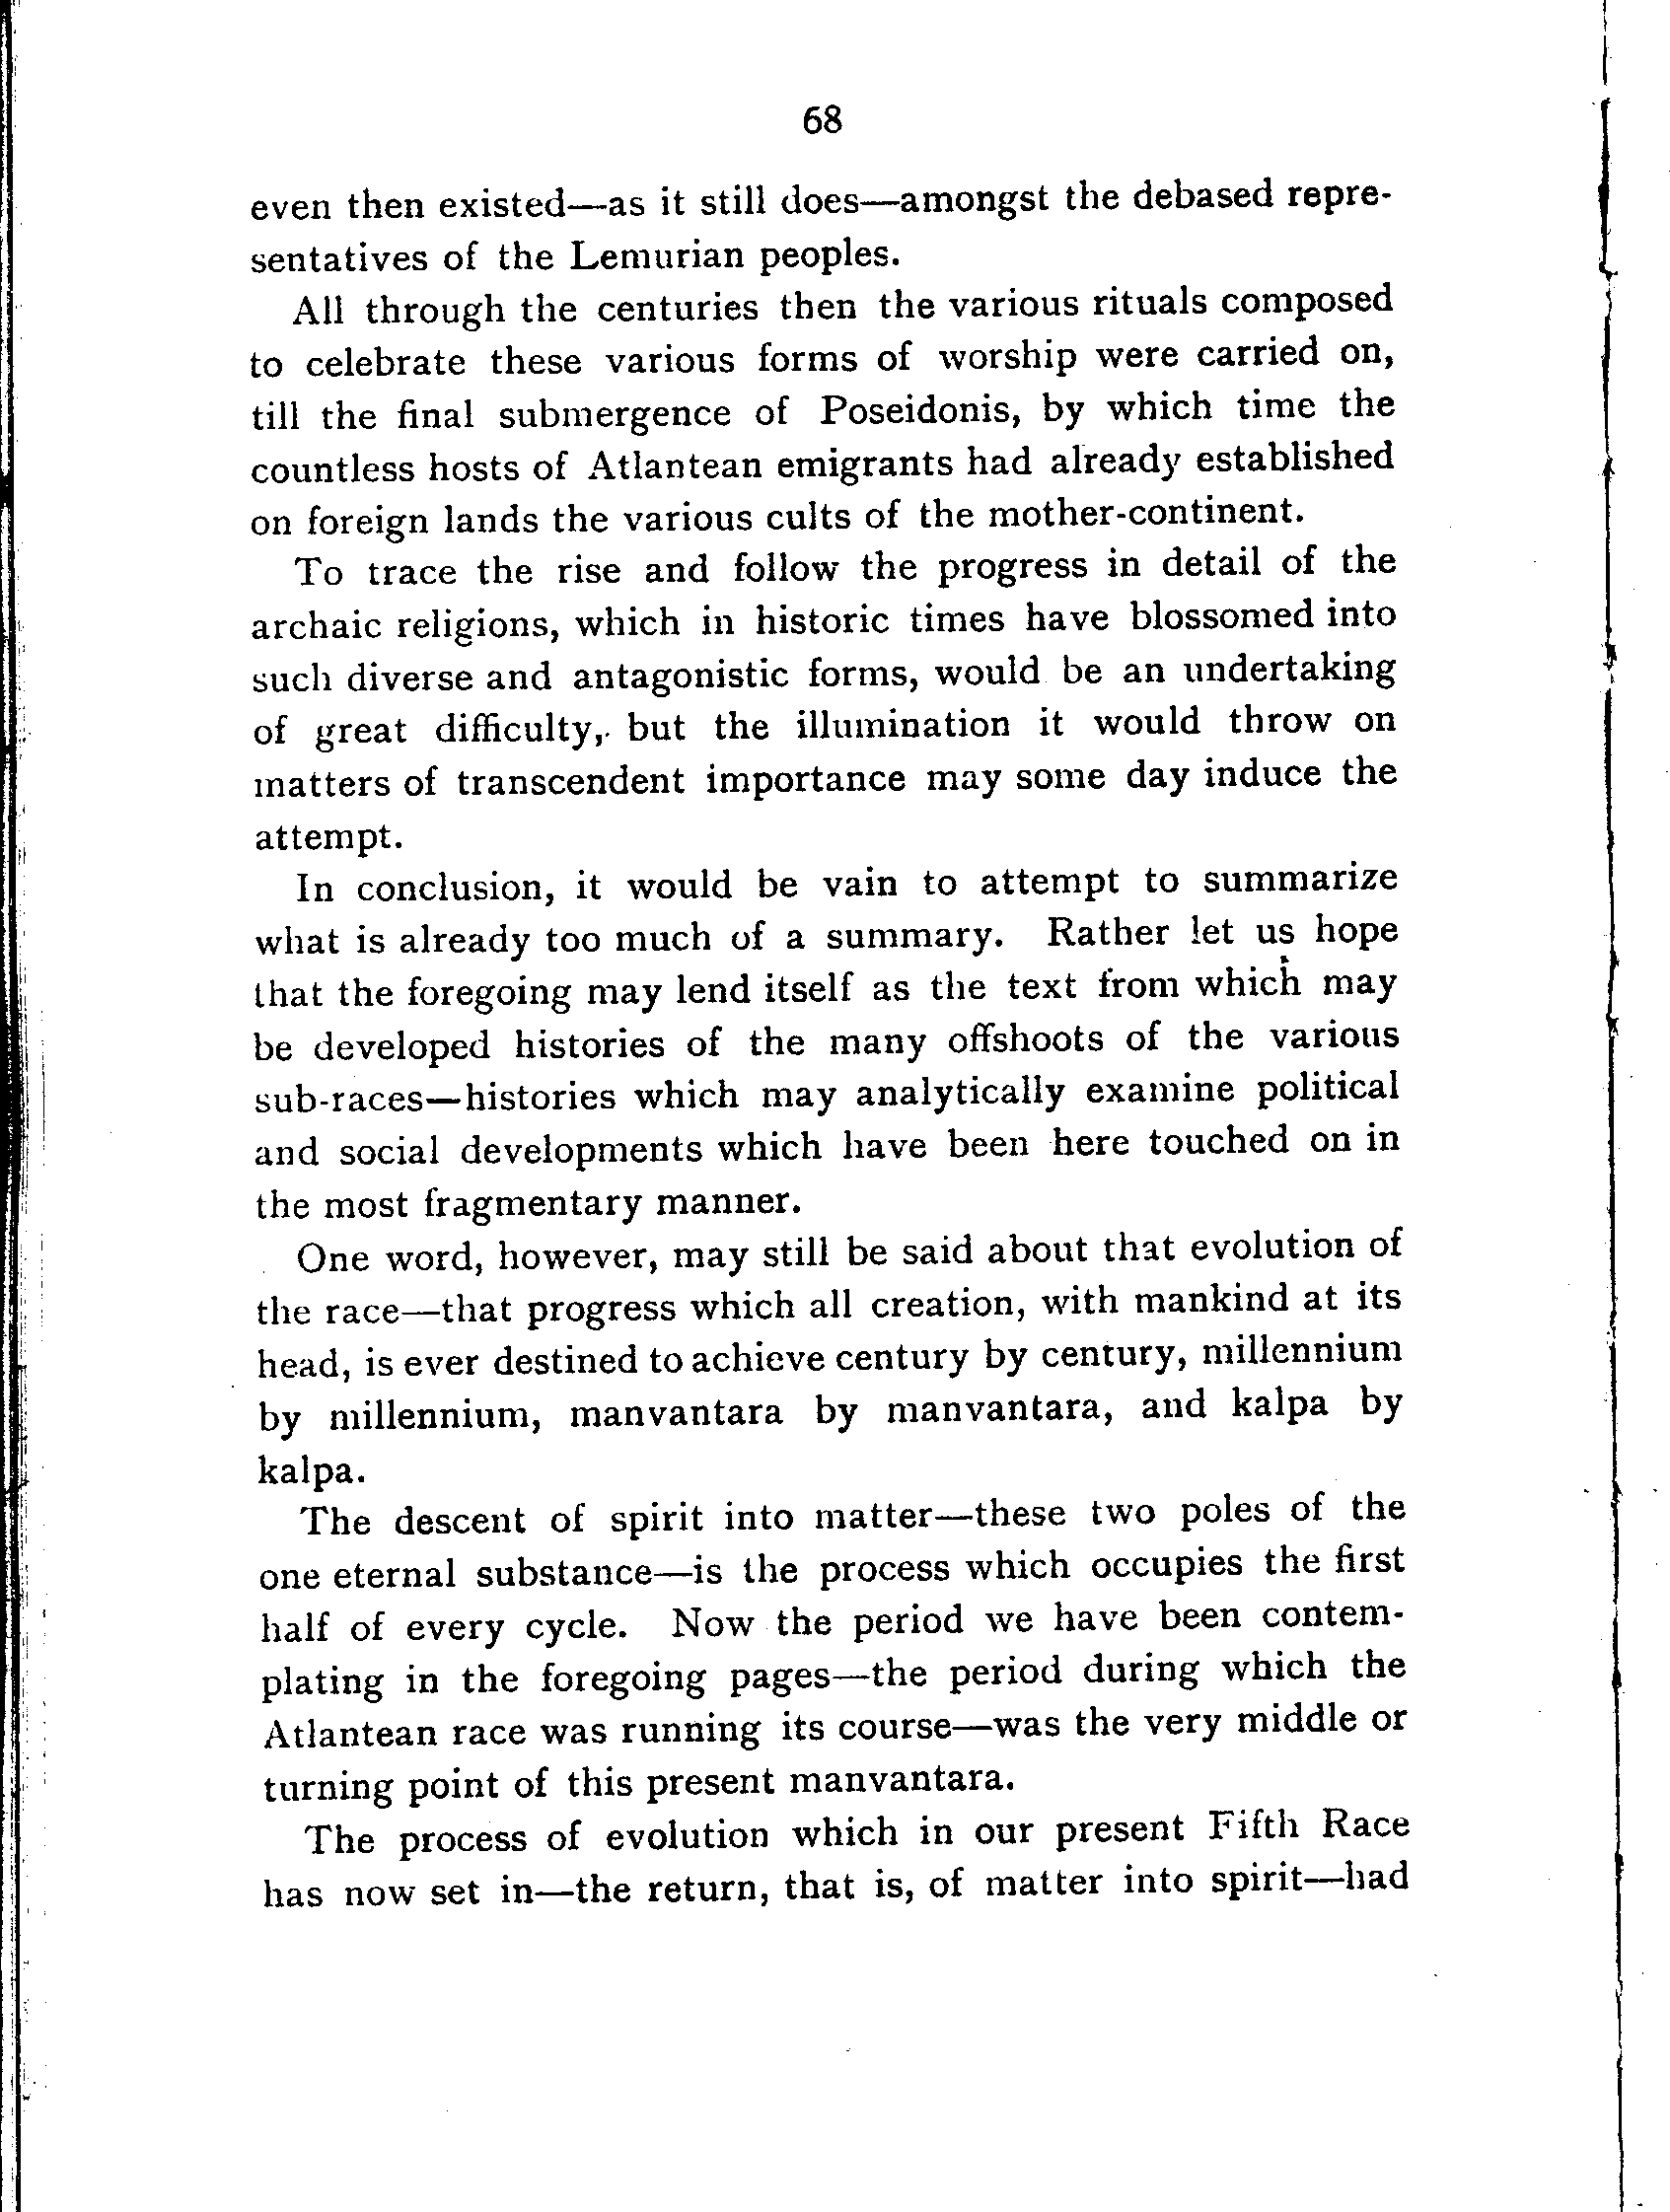 68
even then existed—as it still does—amongst the debased repre-
sentatives of the Lemurian peoples.
All through the centuries then the various rituals composed
to celebrate these various forms of worship were carried on,
till the final submergence of Poseidonis, by which time the
countless hosts of Atlantean emigrants had already established
on foreign lands the various cults of the mother-continent.
To trace the rise and follow the progress in detail of the
archaic religions, which in historic times have blossomed into
such diverse and antagonistic forms, would be an undertaking
of great difficulty, but the illumination it would throw on
matters of transcendent importance may some day induce the
attempt.
In conclusion, it would be vain to attempt to summarize
what is already too much of a summary. Rather let us hope
that the foregoing may lend itself as the text from which may
be developed histories of the many offshoots of the various
sub-races—histories which may analytically examine political
and social developments which have been here touched on in
the most fragmentary manner.
One word, however, may still be said about that evolution of
the race—that progress which all creation, with mankind at its
head, is ever destined to achieve century by century, millennium
by millennium, manvantara by manvantara, and kalpa by
kalpa.
The descent of spirit into matter—these two poles of the
one eternal substance—is the process which occupies the first
half of every cycle. Now the period we have been contem-
plating in the foregoing pages—the period during which the
Atlantean race was running its course—was the very middle or
turning point of this present manvantara.
The process of evolution which in our present Fifth Race
has now set in—the return, that is, of matter into spirit—had